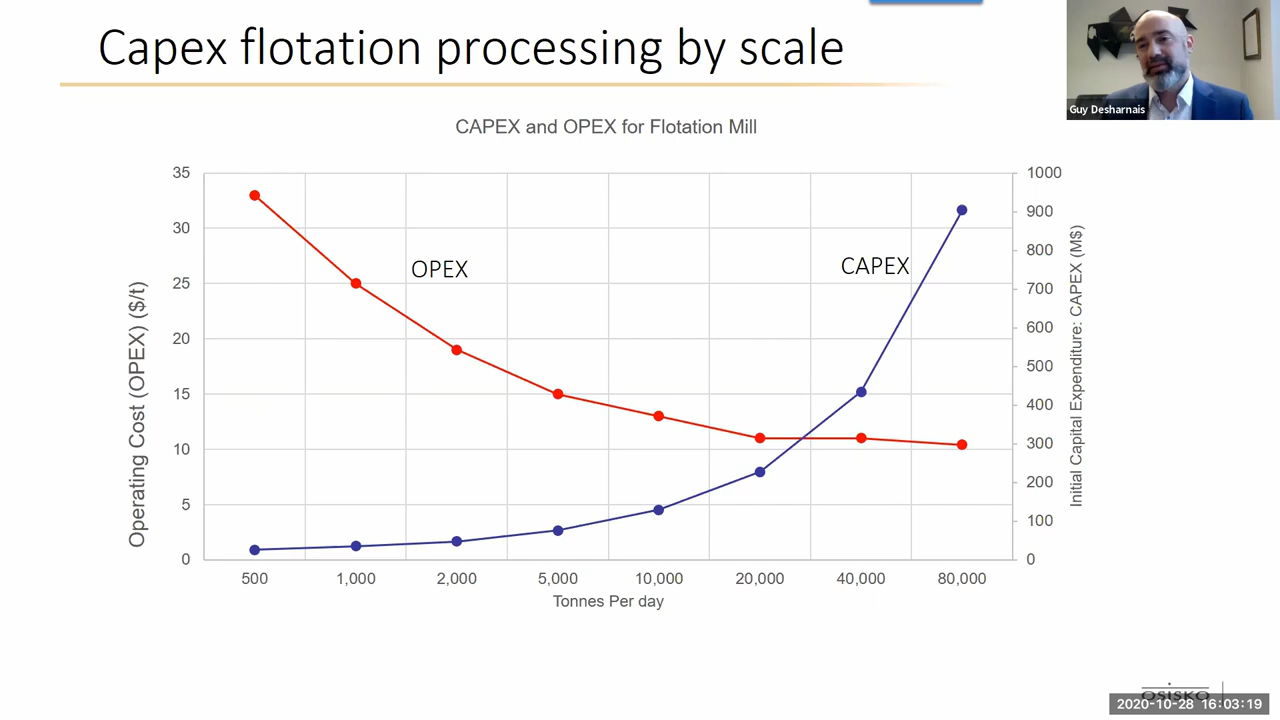 Capex flotation processing by scale
Guy Desharnais
CAPEX and OPEX for Flotation Mill
35
30
25
20
15
10
5
0
Operating Cost (OPEX) ($/t)
OPEX
CAPEX
1000
900
800
700
600
500
400
300
200
100
0
Initial Capital Expenditure: CAPEX (M$)
500 1,000 2,000 5,000 10,000 20,000 40,000 80,000
Tonnes Per day
OSISKO
2020-10-28 16:03:19